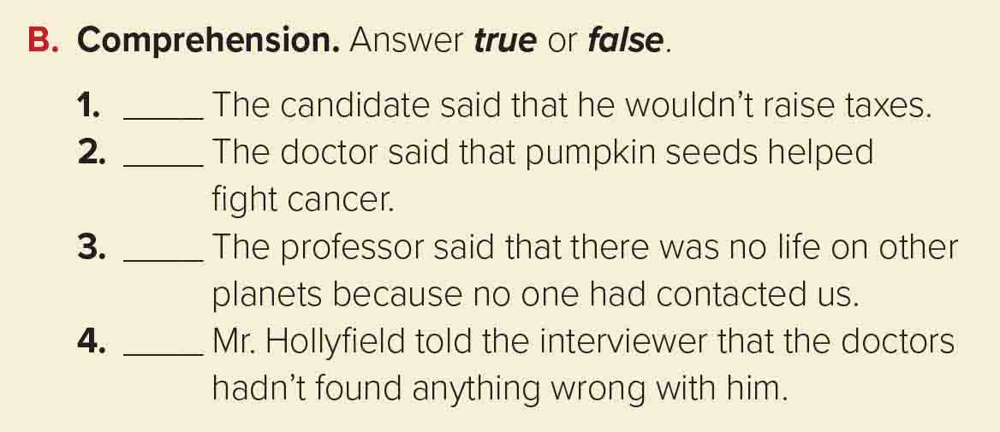 B. Comprehension. Answer true or false.
1. _____ The candidate said that he wouldn’t raise taxes.
2. _____ The doctor said that pumpkin seeds helped
fight cancer.
3. _____ The professor said that there was no life on other
planets because no one had contacted us.
4. _____ Mr. Hollyfield told the interviewer that the doctors
hadn’t found anything wrong with him.